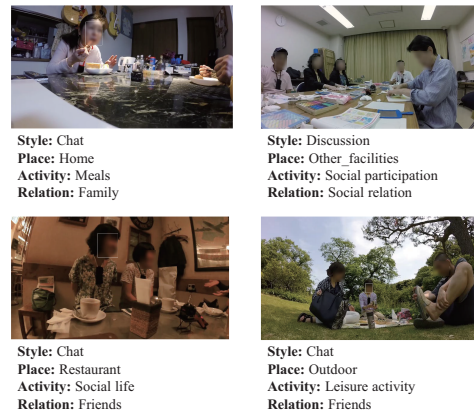 Style: Chat
Place: Home
Activity: Meals
Relation: Family
Style: Discussion
Place: Other_facilities
Activity: Social participation
Relation: Social relation
Style: Chat
Place: Restaurant
Activity: Social life
Relation: Friends
Style: Chat
Place: Outdoor
Activity: Leisure activity
Relation: Friends